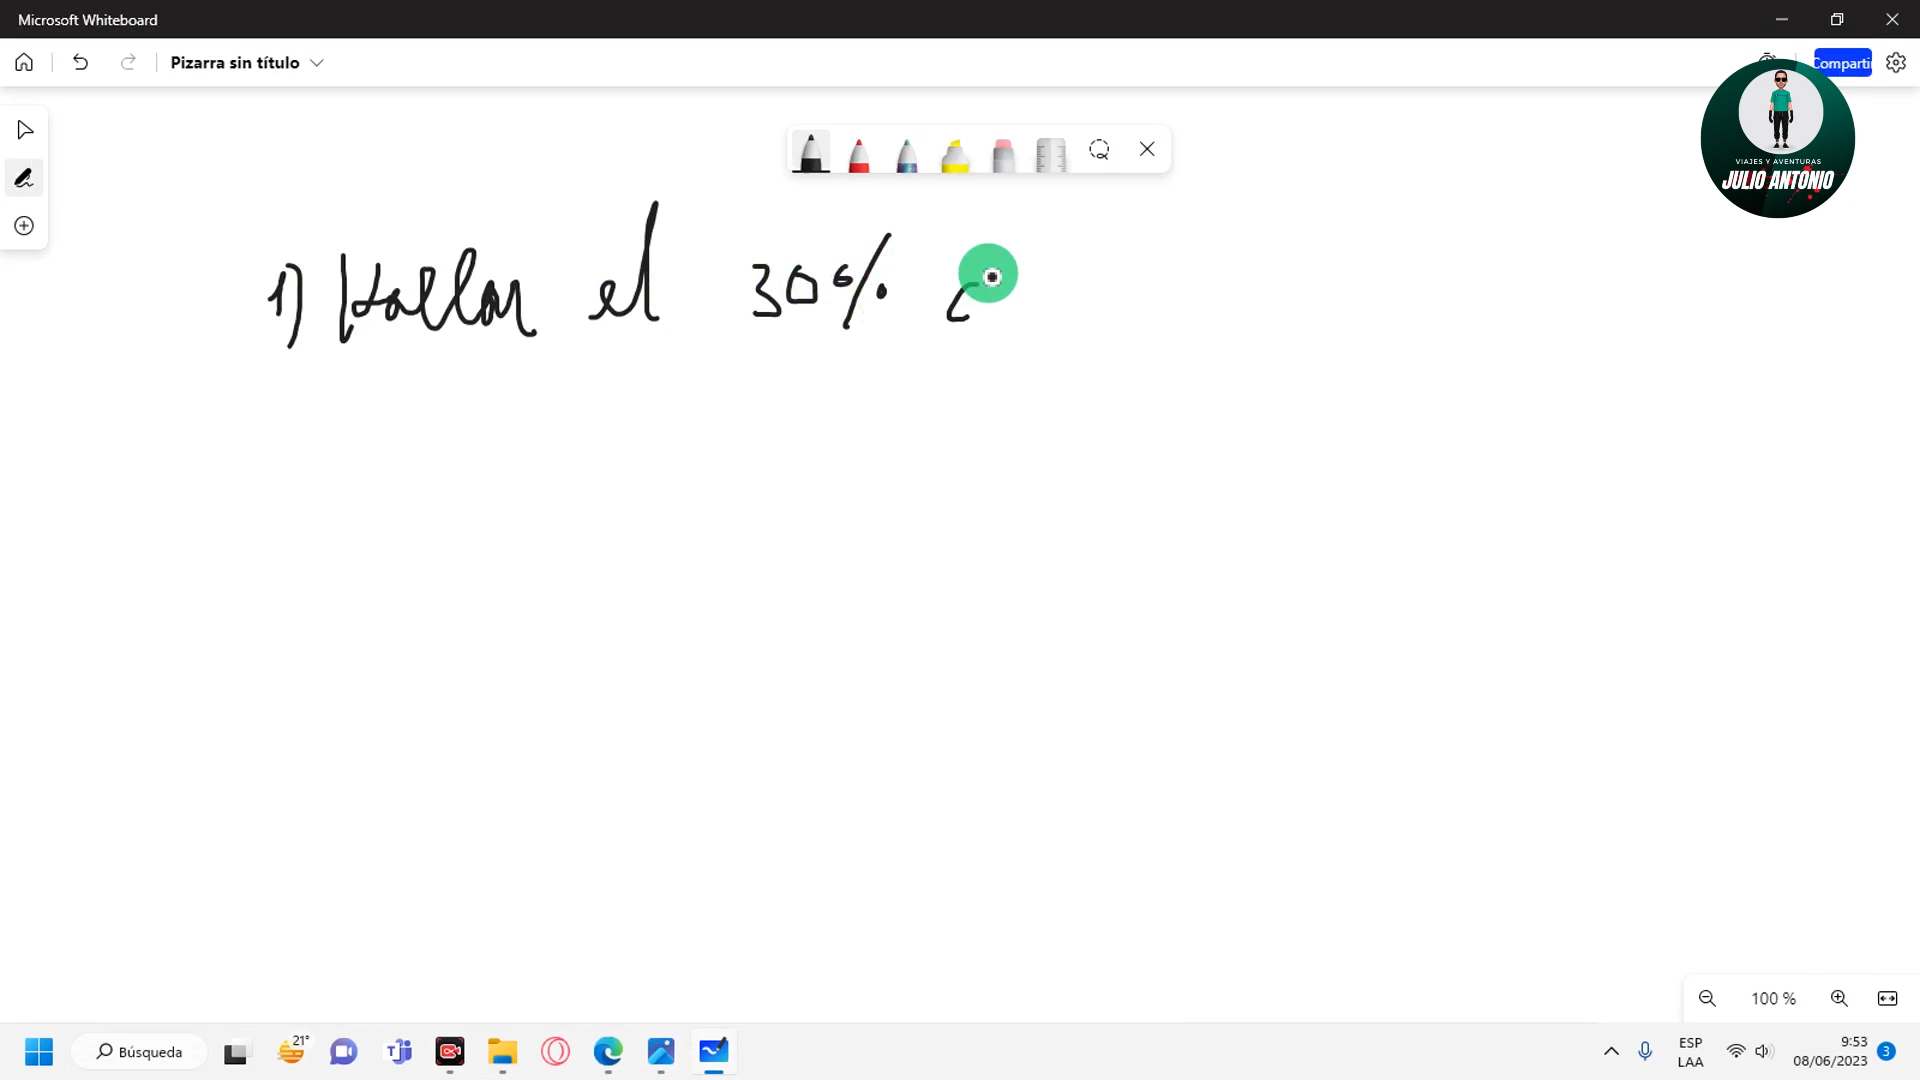 Microsoft Whiteboard
Pizarra sin título
Comparti
VIAJES Y AVENTURAS
JULIO ANTONIO
1) Hallar el 30%
100 %
21°
Búsqueda
ESP
LAA
9:53
08/06/2023
3